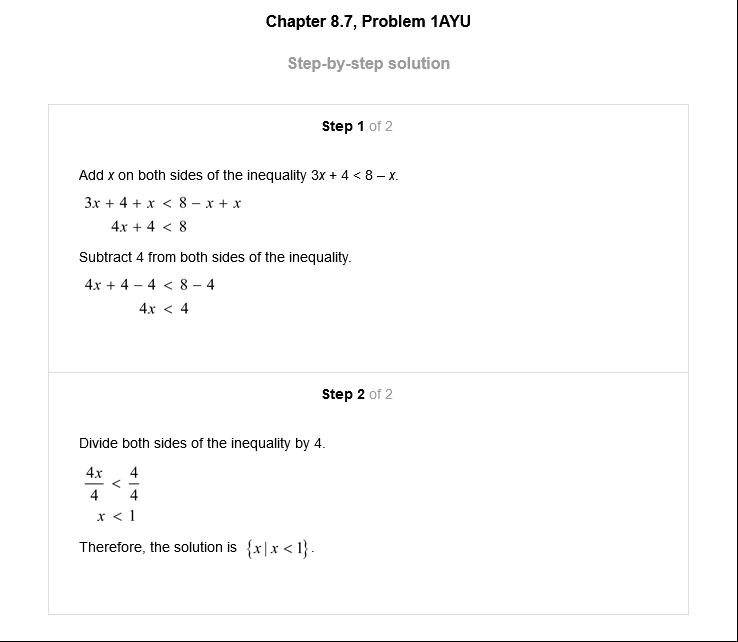 Chapter 8.7, Problem 1AYU
Step-by-step solution
Step 1 of 2
Add x on both sides of the inequality 3x + 4 < 8 – x.
3x + 4 + x < 8 − x + x
4x + 4 < 8
Subtract 4 from both sides of the inequality.
4x + 4 − 4 < 8 − 4
4x < 4
Step 2 of 2
Divide both sides of the inequality by 4.
4x/4 < 4/4
x < 1
Therefore, the solution is {x | x < 1}.